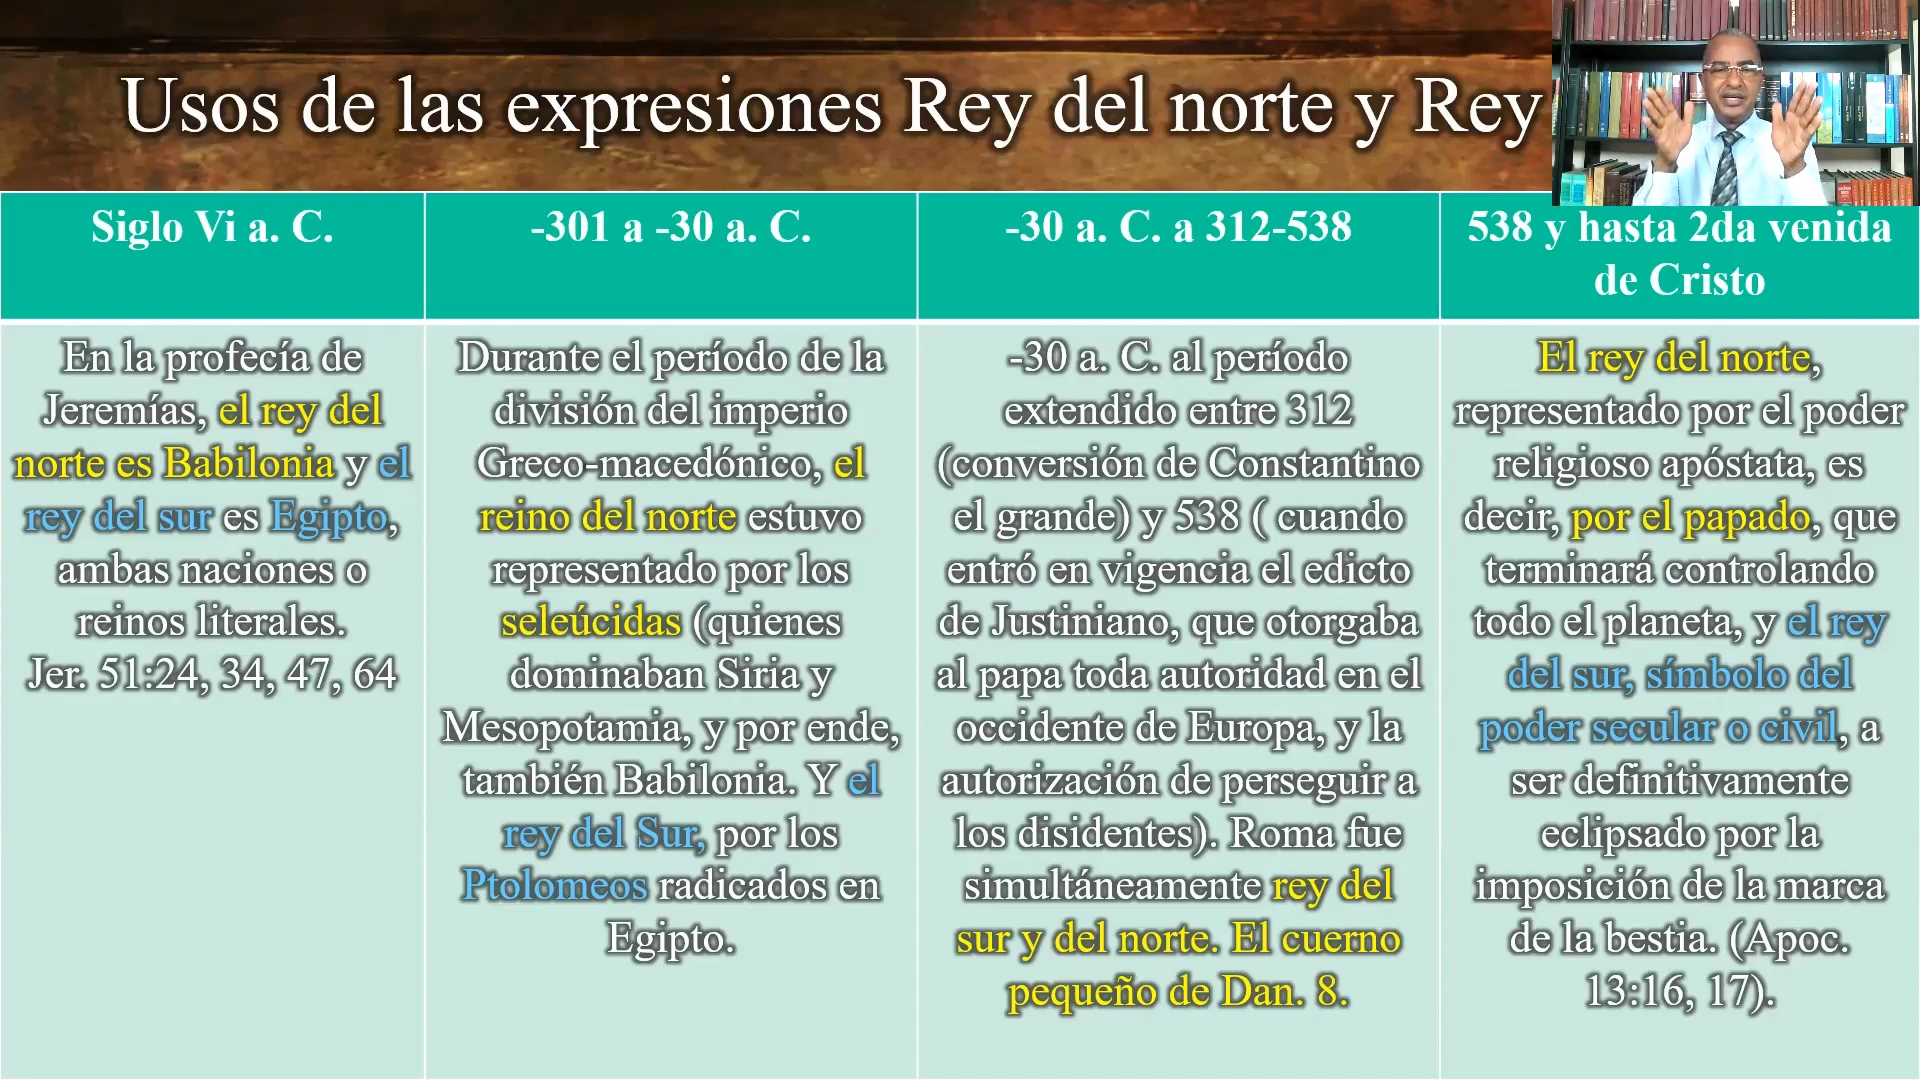 Usos de las expresiones Rey del norte y Rey
Siglo Vi a. C.
En la profecía de
Jeremías, el rey del
norte es Babilonia y el
rey del sur es Egipto,
ambas naciones o
reinos literales.
Jer. 51:24, 34, 47, 64
-301 a -30 a. C.
Durante el período de la
división del imperio
Greco-macedónico, el
reino del norte estuvo
representado por los
seleúcidas (quienes
dominaban Siria y
Mesopotamia, y por ende,
también Babilonia. Y el
rey del Sur, por los
Ptolomeos radicados en
Egipto.
-30 a. C. a 312-538
-30 a. C. al período
extendido entre 312
(conversión de Constantino
el grande) y 538 ( cuando
entró en vigencia el edicto
de Justiniano, que otorgaba
al papa toda autoridad en el
occidente de Europa, y la
autorización de perseguir a
los disidentes). Roma fue
simultáneamente rey del
sur y del norte. El cuerno
pequeño de Dan. 8.
538 y hasta 2da venida
de Cristo
El rey del norte,
representado por el poder
religioso apóstata, es
decir, por el papado, que
terminará controlando
todo el planeta, y el rey
del sur, símbolo del
poder secular o civil, a
ser definitivamente
eclipsado por la
imposición de la marca
de la bestia. (Apoc.
13:16, 17).